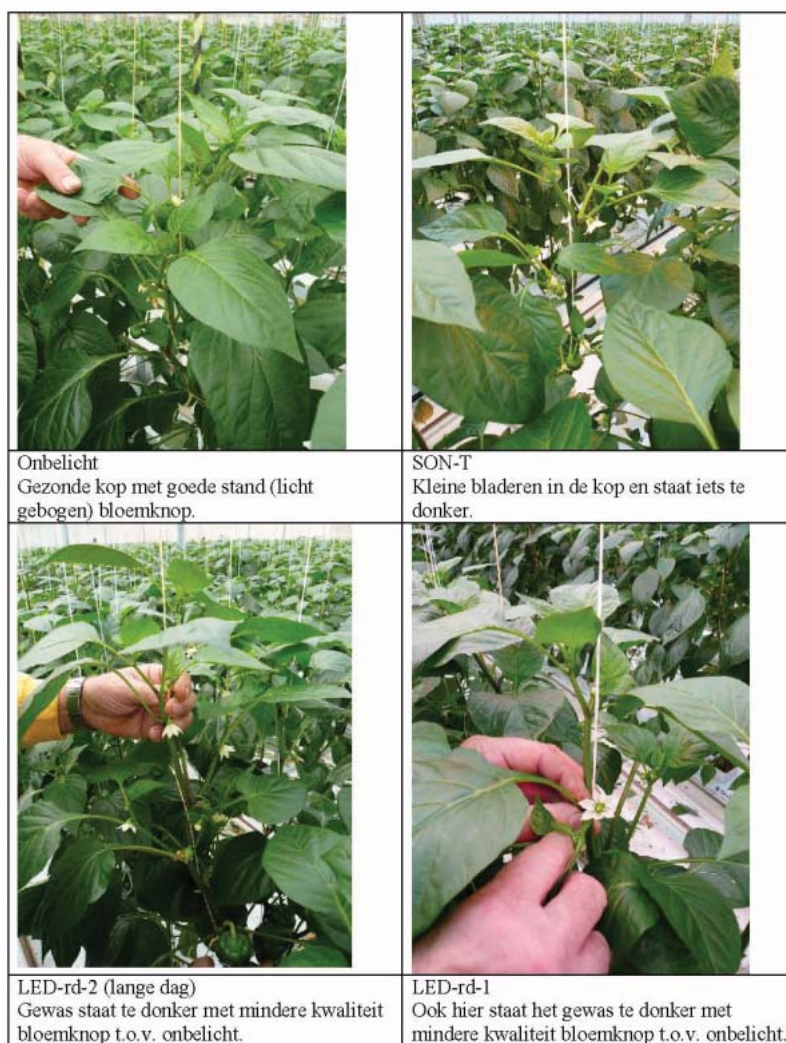 Onbelicht
Gezonde kop met goede stand (licht
gebogen) bloemknop.
SON-T
Kleine bladeren in de kop en staat iets te
donker.
LED-rd-2 (lange dag)
Gewas staat te donker met mindere kwaliteit
bloemknop t.o.v. onbelicht.
LED-rd-1
Ook hier staat het gewas te donker met
mindere kwaliteit bloemknop t.o.v. onbelicht.